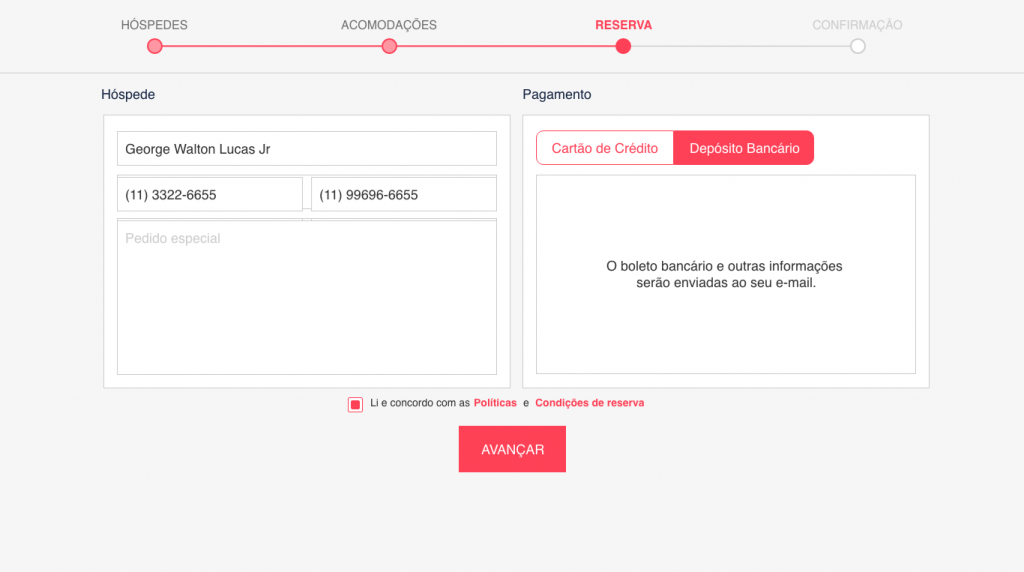 HÓSPEDES
ACOMODAÇÕES
RESERVA
CONFIRMAÇÃO
Hóspede
George Walton Lucas Jr
(11) 3322-6655
(11) 99696-6655
Pedido especial
Pagamento
Cartão de Crédito
Depósito Bancário
O boleto bancário e outras informações
serão enviadas ao seu e-mail.
Li e concordo com as Políticas e Condições de reserva
AVANÇAR